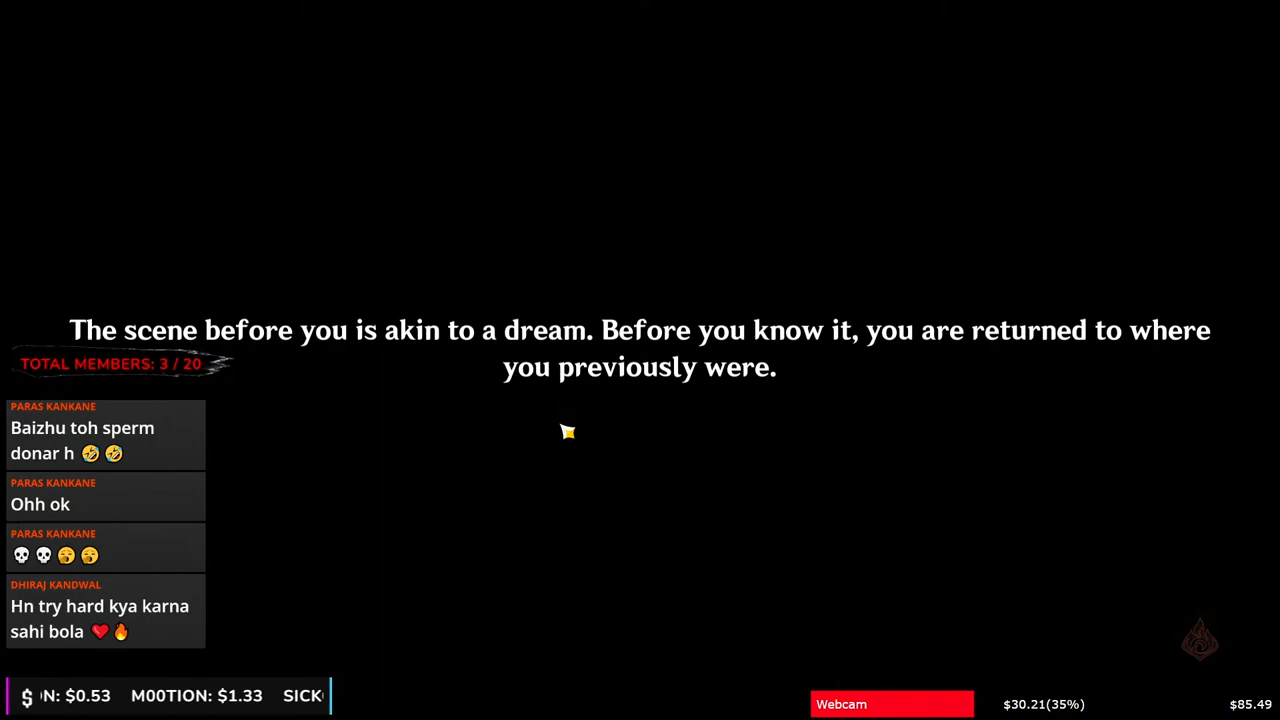 The scene before you is akin to a dream. Before you know it, you are returned to where
you previously were.
TOTAL MEMBERS: 3 / 20
PARAS KANKANE
Baizhu toh sperm
donar h 🤣 🤣
PARAS KANKANE
Ohh ok
PARAS KANKANE
💀 💀 🥱 🥱
DHIRAJ KANDWAL
Hn try hard kya karna
sahi bola ❤️ 🔥
$ N: $0.53 M00TION: $1.33 SICK
Webcam $30.21(35%) $85.49